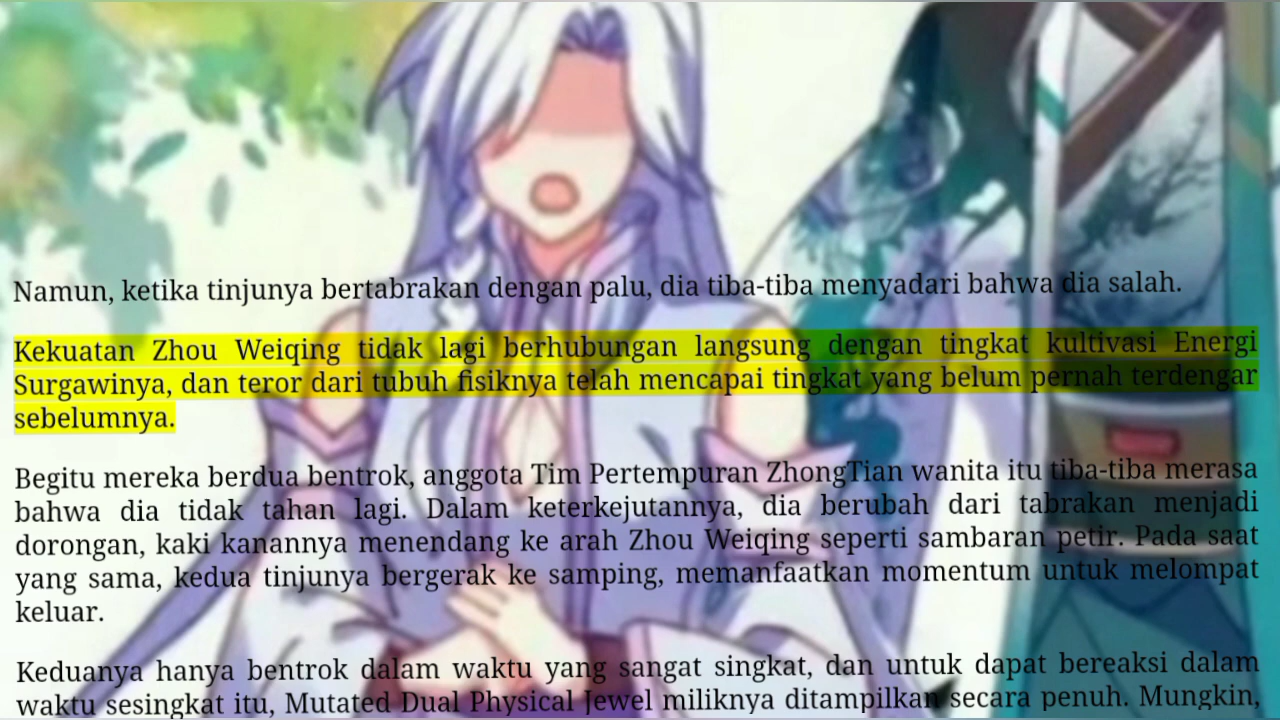 Namun, ketika tinjunya bertabrakan dengan palu, dia tiba-tiba menyadari bahwa dia salah.
Kekuatan Zhou Weiqing tidak lagi berhubungan langsung dengan tingkat kultivasi Energi
Surgawinya, dan teror dari tubuh fisiknya telah mencapai tingkat yang belum pernah terdengar
sebelumnya.
Begitu mereka berdua bentrok, anggota Tim Pertempuran ZhongTian wanita itu tiba-tiba merasa
bahwa dia tidak tahan lagi. Dalam keterkejutannya, dia berubah dari tabrakan menjadi
dorongan, kaki kanannya menendang ke arah Zhou Weiqing seperti sambaran petir. Pada saat
yang sama, kedua tinjunya bergerak ke samping, memanfaatkan momentum untuk melompat
keluar.
Keduanya hanya bentrok dalam waktu yang sangat singkat, dan untuk dapat bereaksi dalam
waktu sesingkat itu, Mutated Dual Physical Jewel miliknya ditampilkan secara penuh. Mungkin,